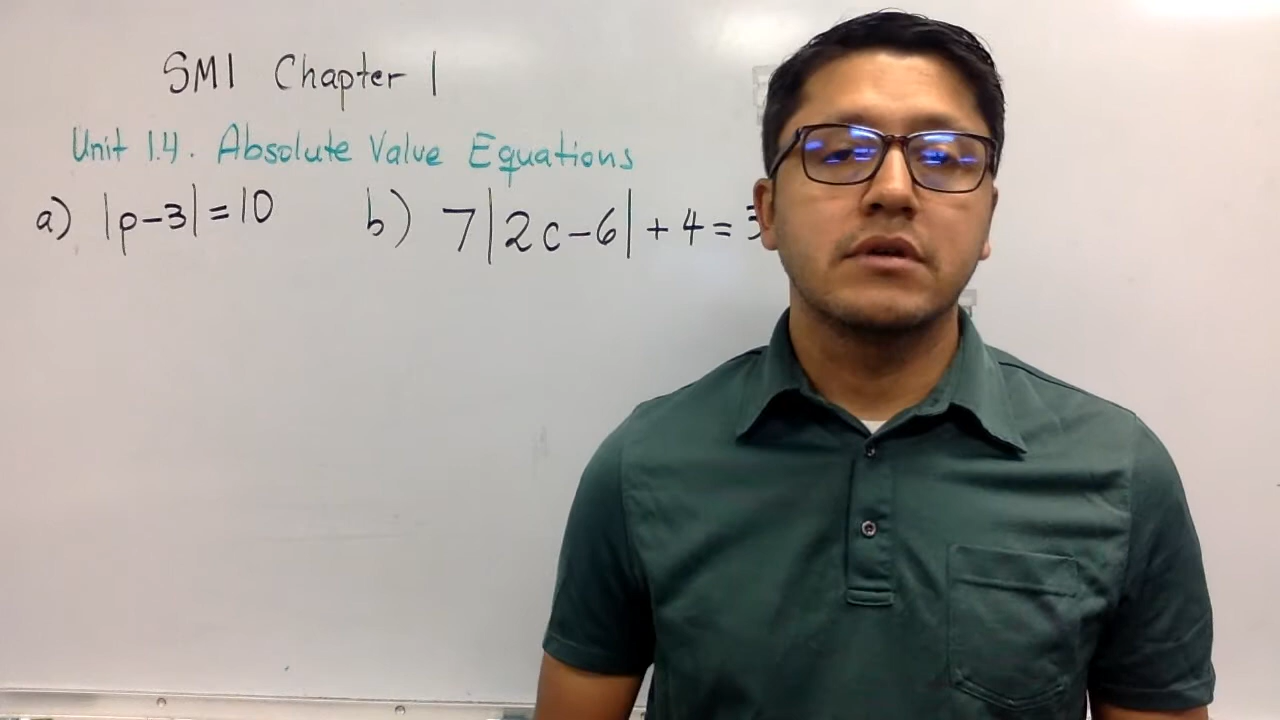 SM1 Chapter 1
Unit 1.4. Absolute Value Equations
a) |p-3|=10 b) 7|2c-6|+4=